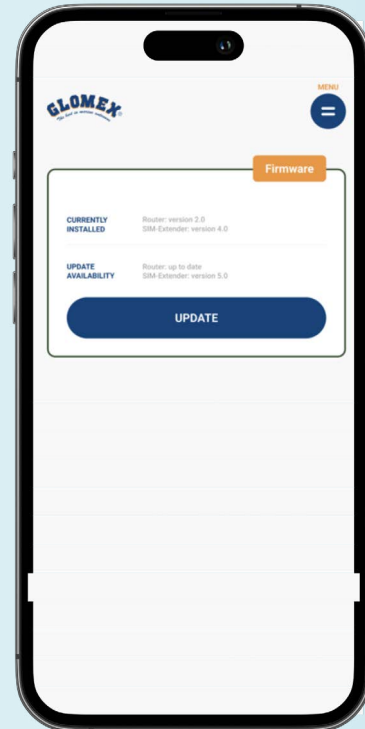 MENU
GLOMEX®
Firmware
CURRENTLY INSTALLED
Router: version 2.0
SIM-Extender: version 4.0
UPDATE AVAILABILITY
Router: up to date
SIM-Extender: version 5.0
UPDATE